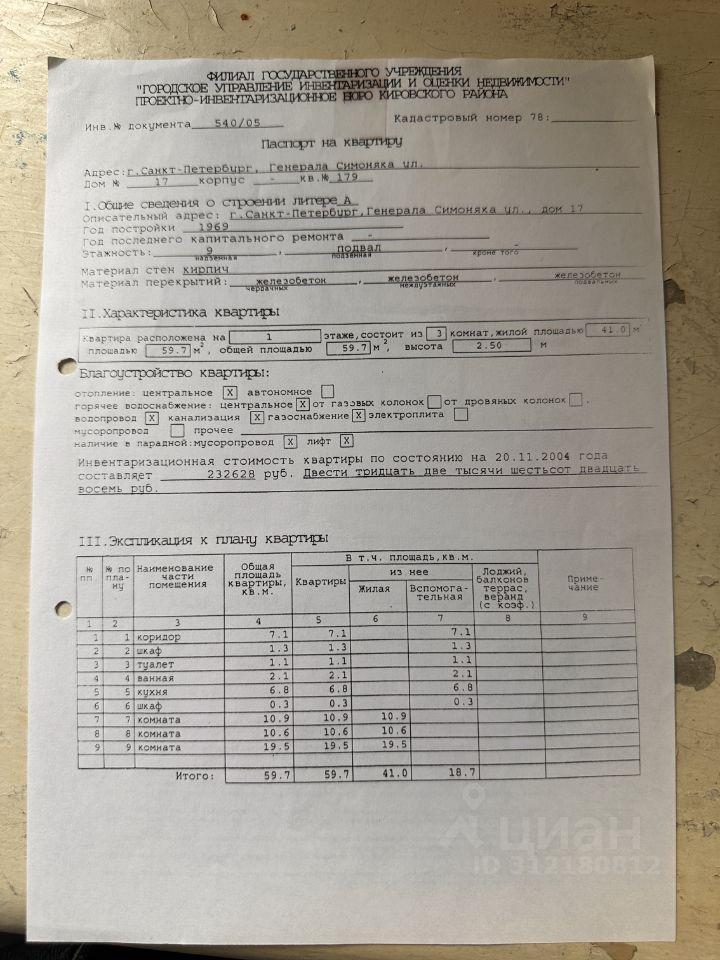 ФИЛИАЛ ГОСУДАРСТВЕННОГО УЧРЕЖДЕНИЯ
"ГОРОДСКОЕ УПРАВЛЕНИЕ ИНВЕНТАРИЗАЦИИ И ОЦЕНКИ НЕДВИЖИМОСТИ"
ПРОЕКТНО-ИНВЕНТАРИЗАЦИОННОЕ БЮРО КИРОВСКОГО РАЙОНА
Инв.№ документа 540/05 Кадастровый номер 78:
Паспорт на квартиру
Адрес:г.Санкт-Петербург, Генерала Симоняка ул.
Дом № 17 корпус - кв.№ 179
I.Общие сведения о строении литере А
Описательный адрес: г.Санкт-Петербург,Генерала Симоняка ул., дом 17
Год постройки 1969
Год последнего капитального ремонта -
Этажность: 9 , подвал , -
надземная подземная кроме того
Материал стен кирпич
Материал перекрытий: железобетон , железобетон , железобетон
чердачных междуэтажных подвальных
II.Характеристика квартиры
Квартира расположена на 1 этаже,состоит из 3 комнат,жилой площадью 41.0 м²
площадью 59.7 м², общей площадью 59.7 м², высота 2.50 м
Благоустройство квартиры:
отопление: центральное X автономное
горячее водоснабжение: центральное X от газовых колонок от дровяных колонок .
водопровод X канализация X газоснабжение X электроплита
мусоропровод прочее
наличие в парадной:мусоропровод X лифт X
Инвентаризационная стоимость квартиры по состоянию на 20.11.2004 года
составляет 232628 руб. Двести тридцать две тысячи шестьсот двадцать
восемь руб.
III.Экспликация к плану квартиры
№ пп. № по пла-ну Наименование части помещения Общая площадь квартиры, кв.м. В т.ч. площадь,кв.м. Квартиры из нее Жилая Вспомога-тельная Лоджий, балконов террас, веранд (с коэф.) Приме-чание
1 2 3 4 5 6 7 8 9
1 1 коридор 7.1 7.1 7.1
2 2 шкаф 1.3 1.3 1.3
3 3 туалет 1.1 1.1 1.1
4 4 ванная 2.1 2.1 2.1
5 5 кухня 6.8 6.8 6.8
6 6 шкаф 0.3 0.3 0.3
7 7 комната 10.9 10.9 10.9
8 8 комната 10.6 10.6 10.6
9 9 комната 19.5 19.5 19.5
Итого: 59.7 59.7 41.0 18.7
циан
ID 312180812